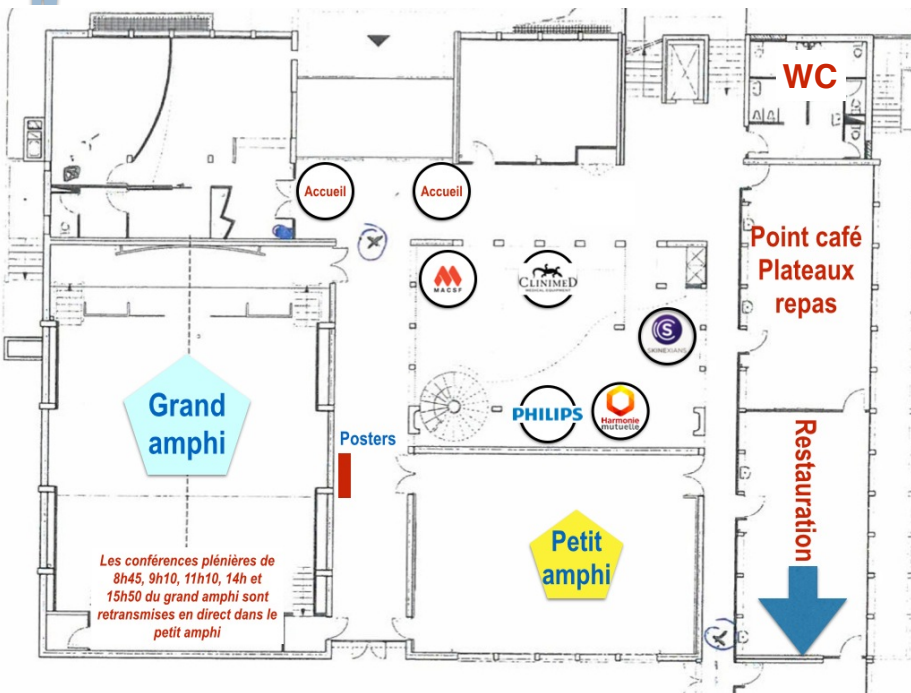 WC
Accueil
Accueil
Point café
Plateaux
repas
MACSF
CLINIMED
MEDICAL EQUIPMENT
S
SKINEXIANS
PHILIPS
Harmonie
mutuelle
Grand
amphi
Posters
Restauration
Petit
amphi
Les conférences plénières de
8h45, 9h10, 11h10, 14h et
15h50 du grand amphi sont
retransmises en direct dans le
petit amphi